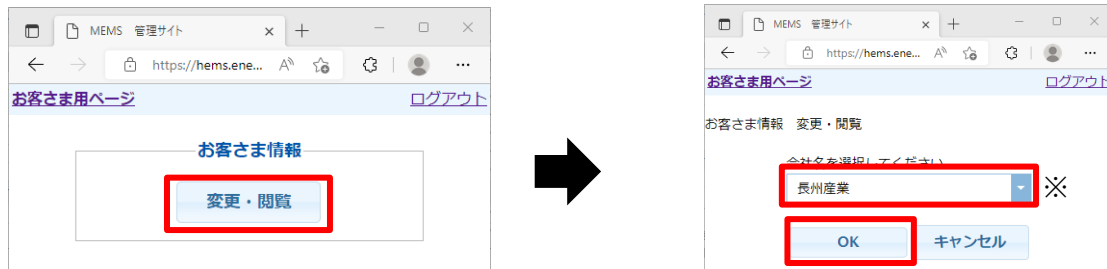 MEMS 管理サイト
https://hems.ene...
お客さま用ページ
ログアウト
お客さま情報
変更・閲覧
MEMS 管理サイト
https://hems.ene...
お客さま用ページ
ログアウト
お客さま情報 変更・閲覧
会社名を選択してください
長州産業
※
OK
キャンセル